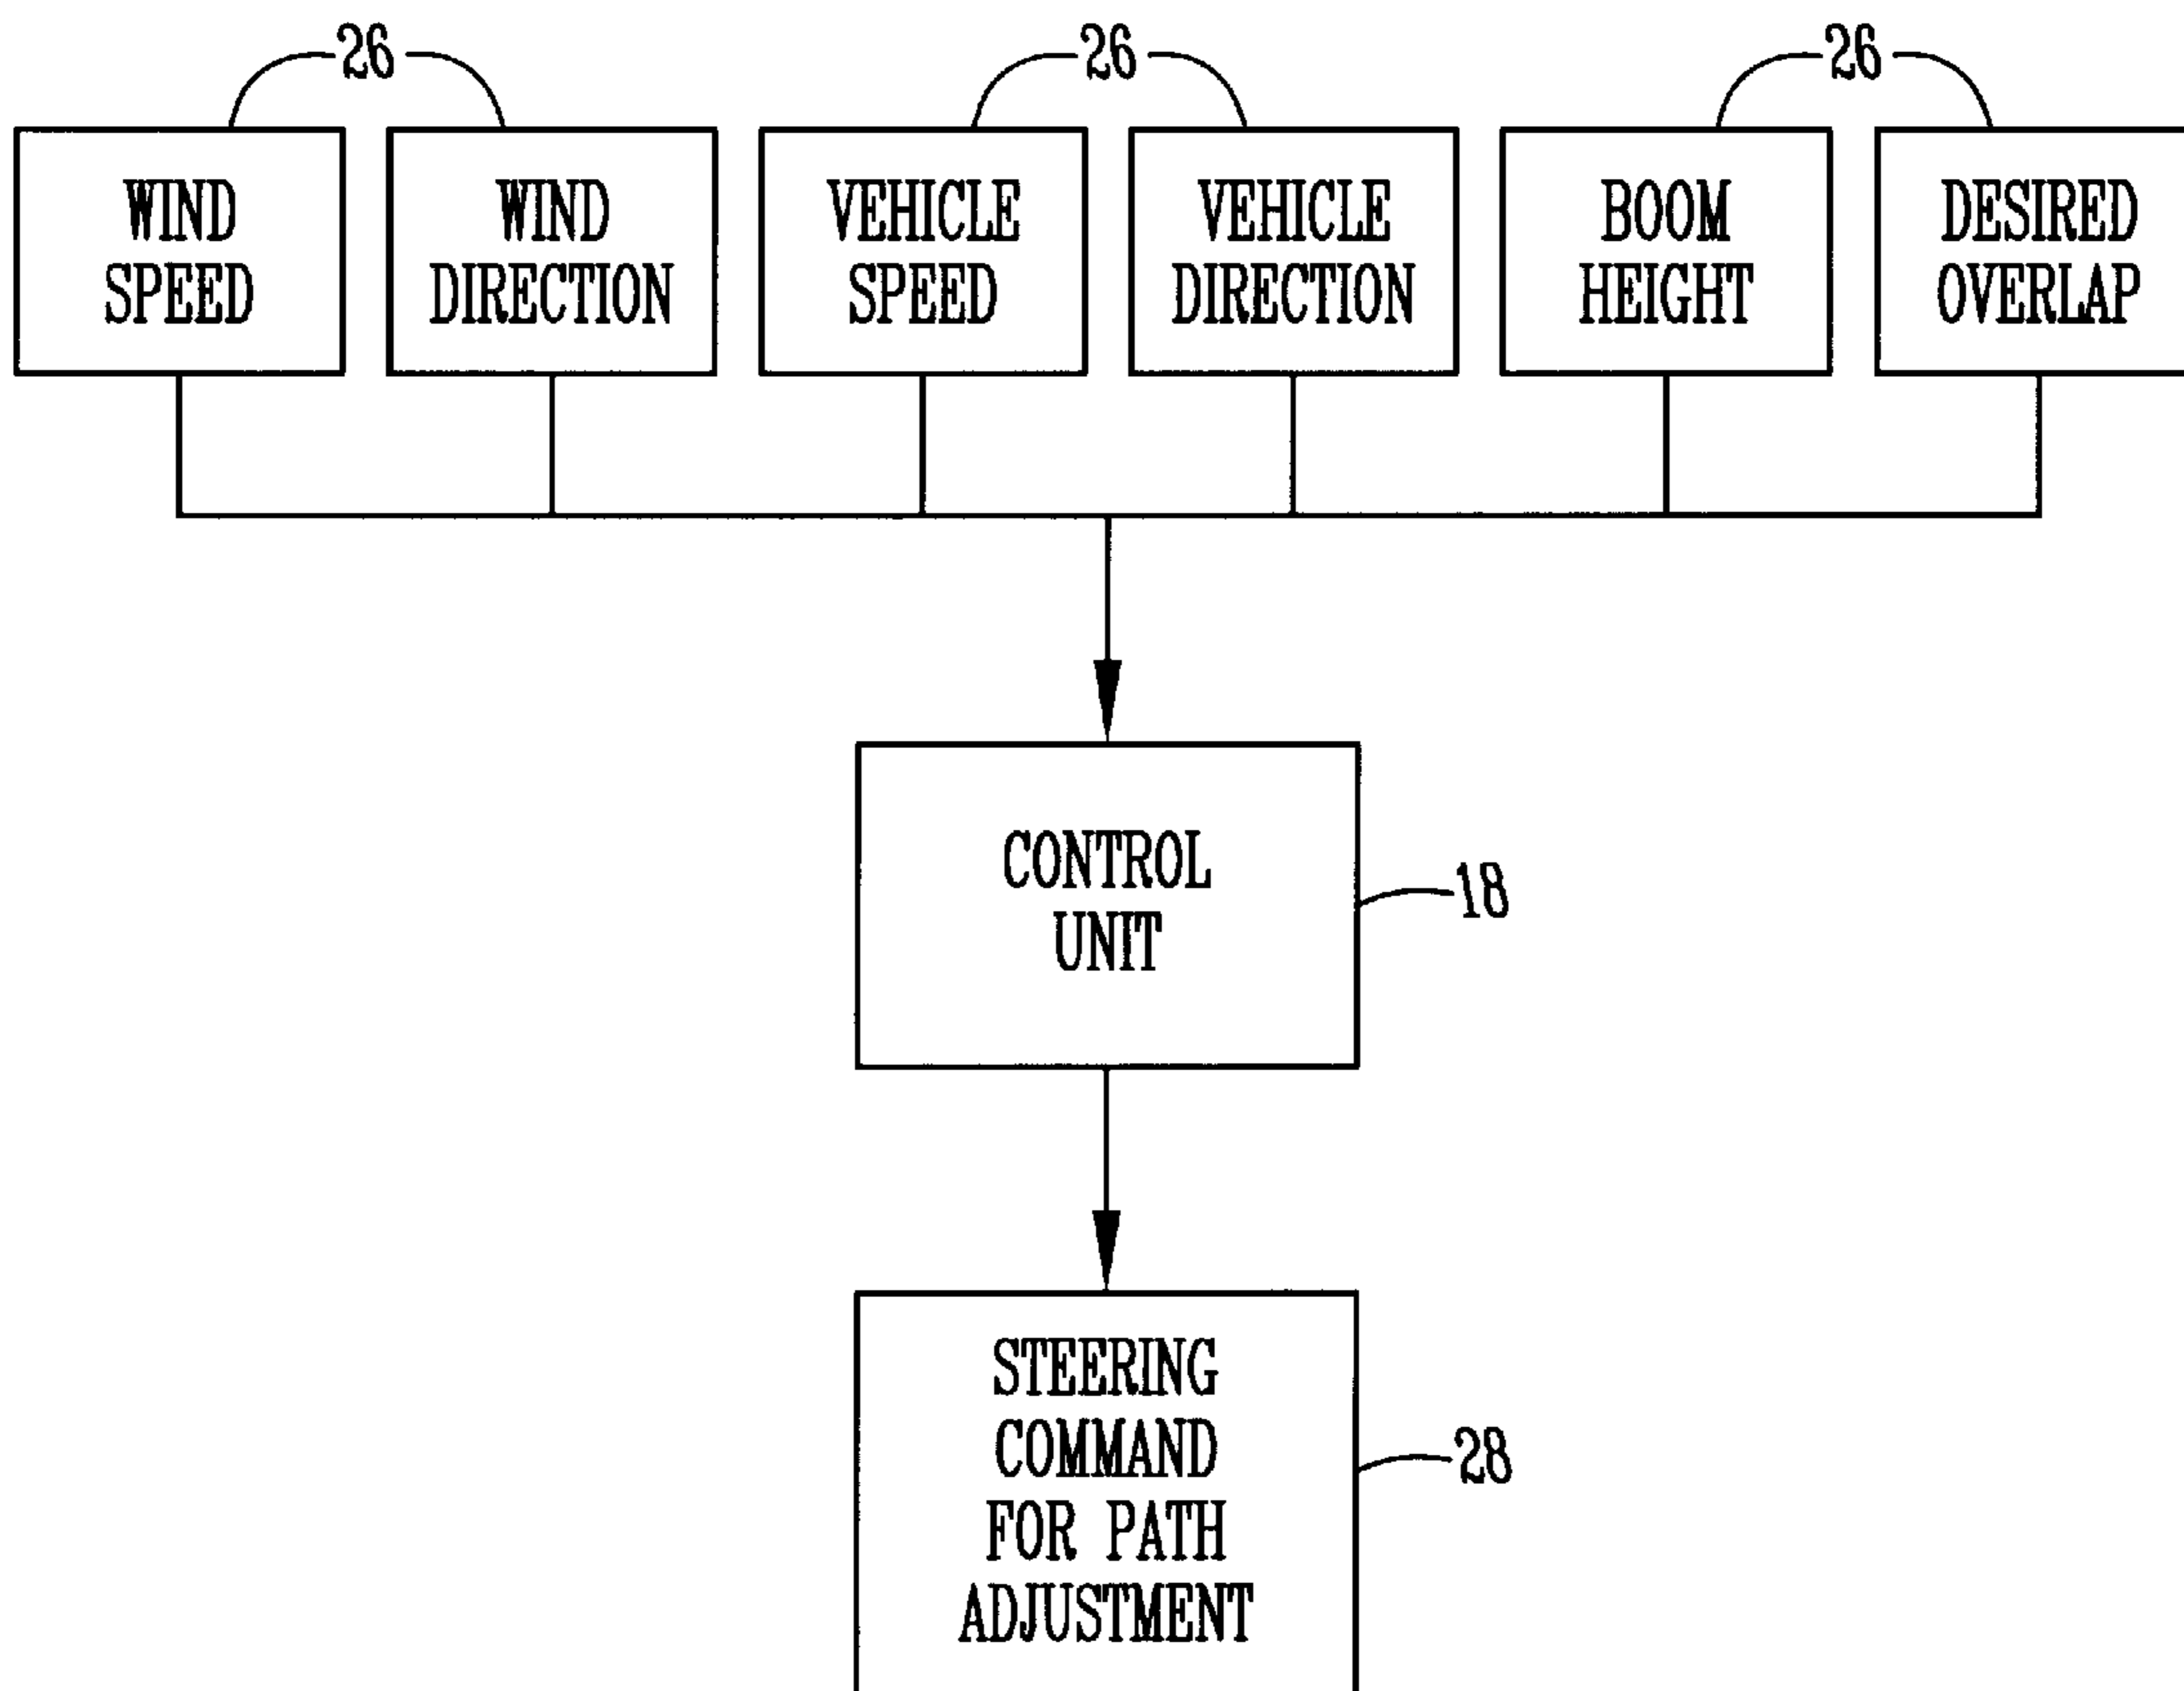 26 26 26
WIND WIND VEHICLE VEHICLE BOOM DESIRED
SPEED DIRECTION SPEED DIRECTION HEIGHT OVERLAP
CONTROL
UNIT
18
STEERING
COMMAND
FOR PATH
ADJUSTMENT
28